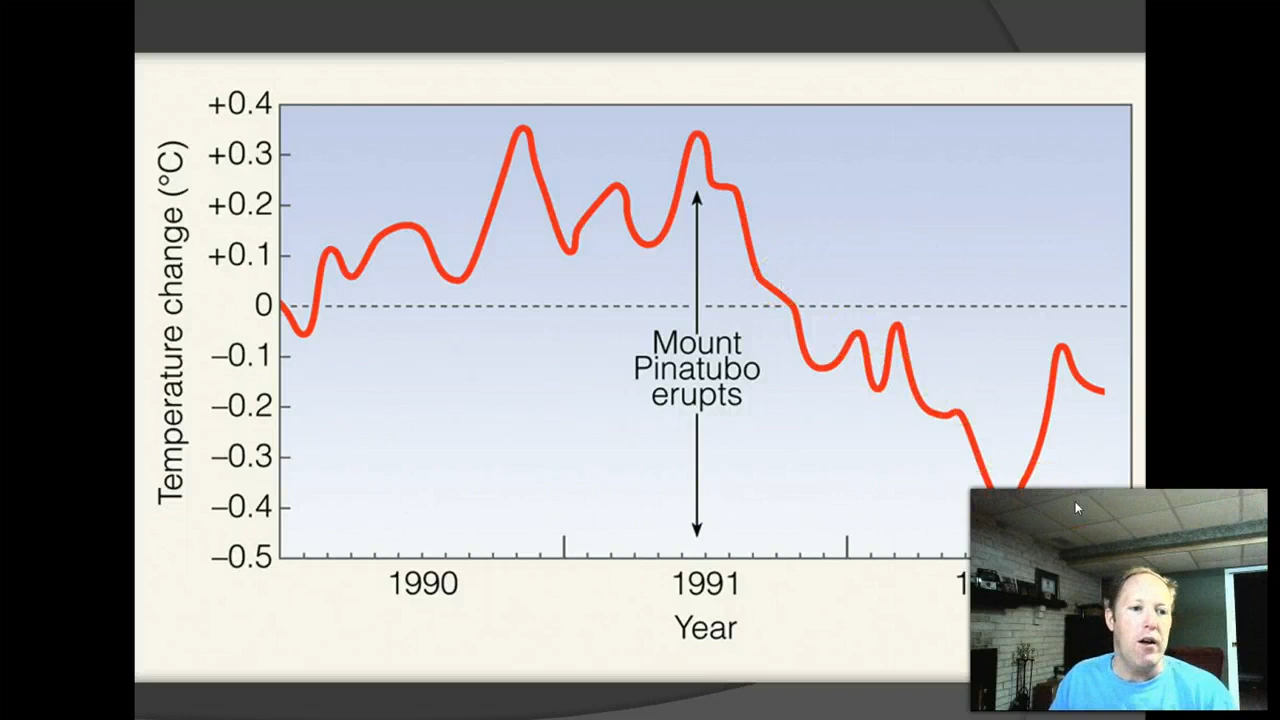 +0.4
+0.3
+0.2
+0.1
0
–0.1
–0.2
–0.3
–0.4
–0.5
Temperature change (°C)
Mount
Pinatubo
erupts
1990
1991
1
Year